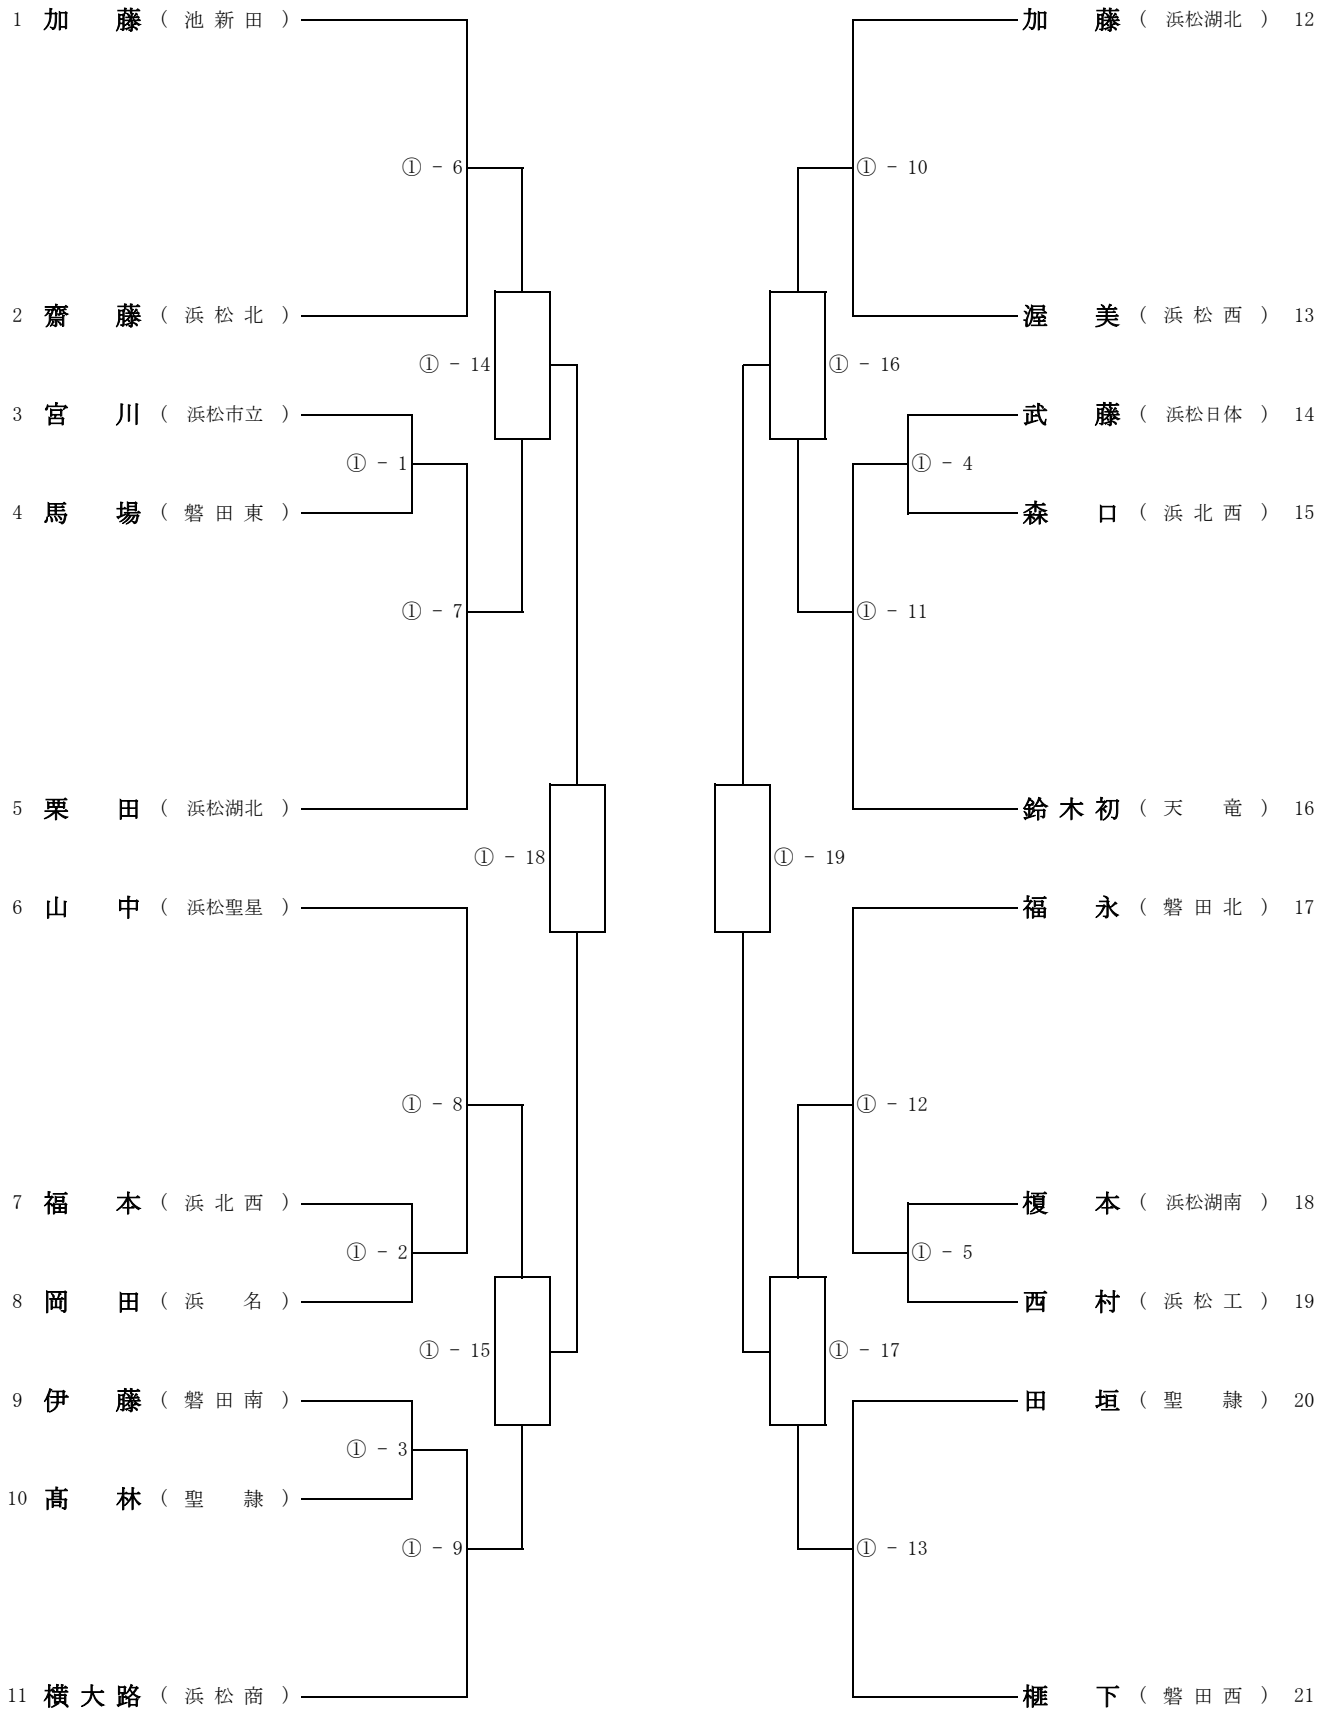 1 加藤 ( 池新田 )
加藤 ( 浜松湖北 ) 12
① - 6
① - 10
2 齋藤 ( 浜松北 )
渥美 ( 浜松西 ) 13
① - 14
① - 16
3 宮川 ( 浜松市立 )
武藤 ( 浜松日体 ) 14
① - 1
① - 4
4 馬場 ( 磐田東 )
森口 ( 浜北西 ) 15
① - 7
① - 11
5 栗田 ( 浜松湖北 )
鈴木初 ( 天竜 ) 16
① - 18
① - 19
6 山中 ( 浜松聖星 )
福永 ( 磐田北 ) 17
① - 8
① - 12
7 福本 ( 浜北西 )
榎本 ( 浜松湖南 ) 18
① - 2
① - 5
8 岡田 ( 浜名 )
西村 ( 浜松工 ) 19
① - 15
① - 17
9 伊藤 ( 磐田南 )
田垣 ( 聖隷 ) 20
① - 3
10 髙林 ( 聖隷 )
① - 9
① - 13
11 横大路 ( 浜松商 )
榧下 ( 磐田西 ) 21